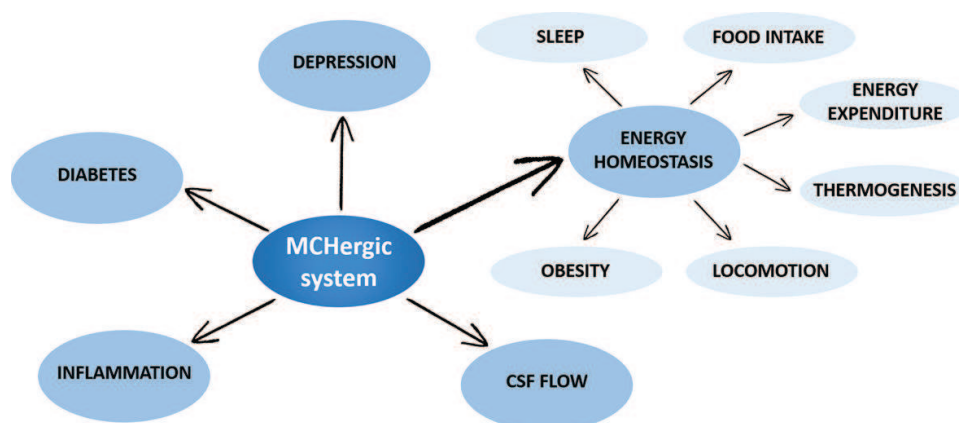 SLEEP
FOOD INTAKE
DEPRESSION
ENERGY
EXPENDITURE
ENERGY
HOMEOSTASIS
DIABETES
THERMOGENESIS
MCHergic
system
OBESITY
LOCOMOTION
INFLAMMATION
CSF FLOW